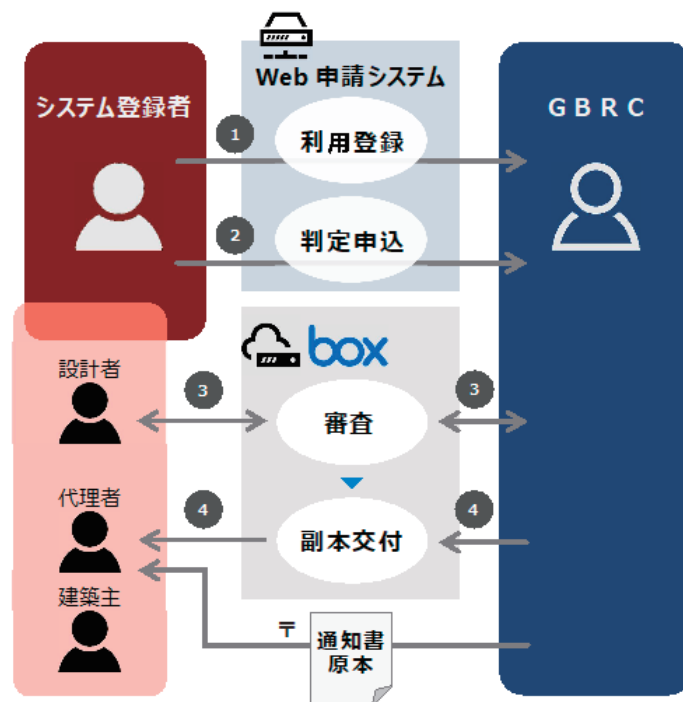 Web 申請システム
システム登録者
GBRC
1
利用登録
2
判定申込
box
設計者
3
審査
3
代理者
4
副本交付
4
建築主
〒
通知書
原本